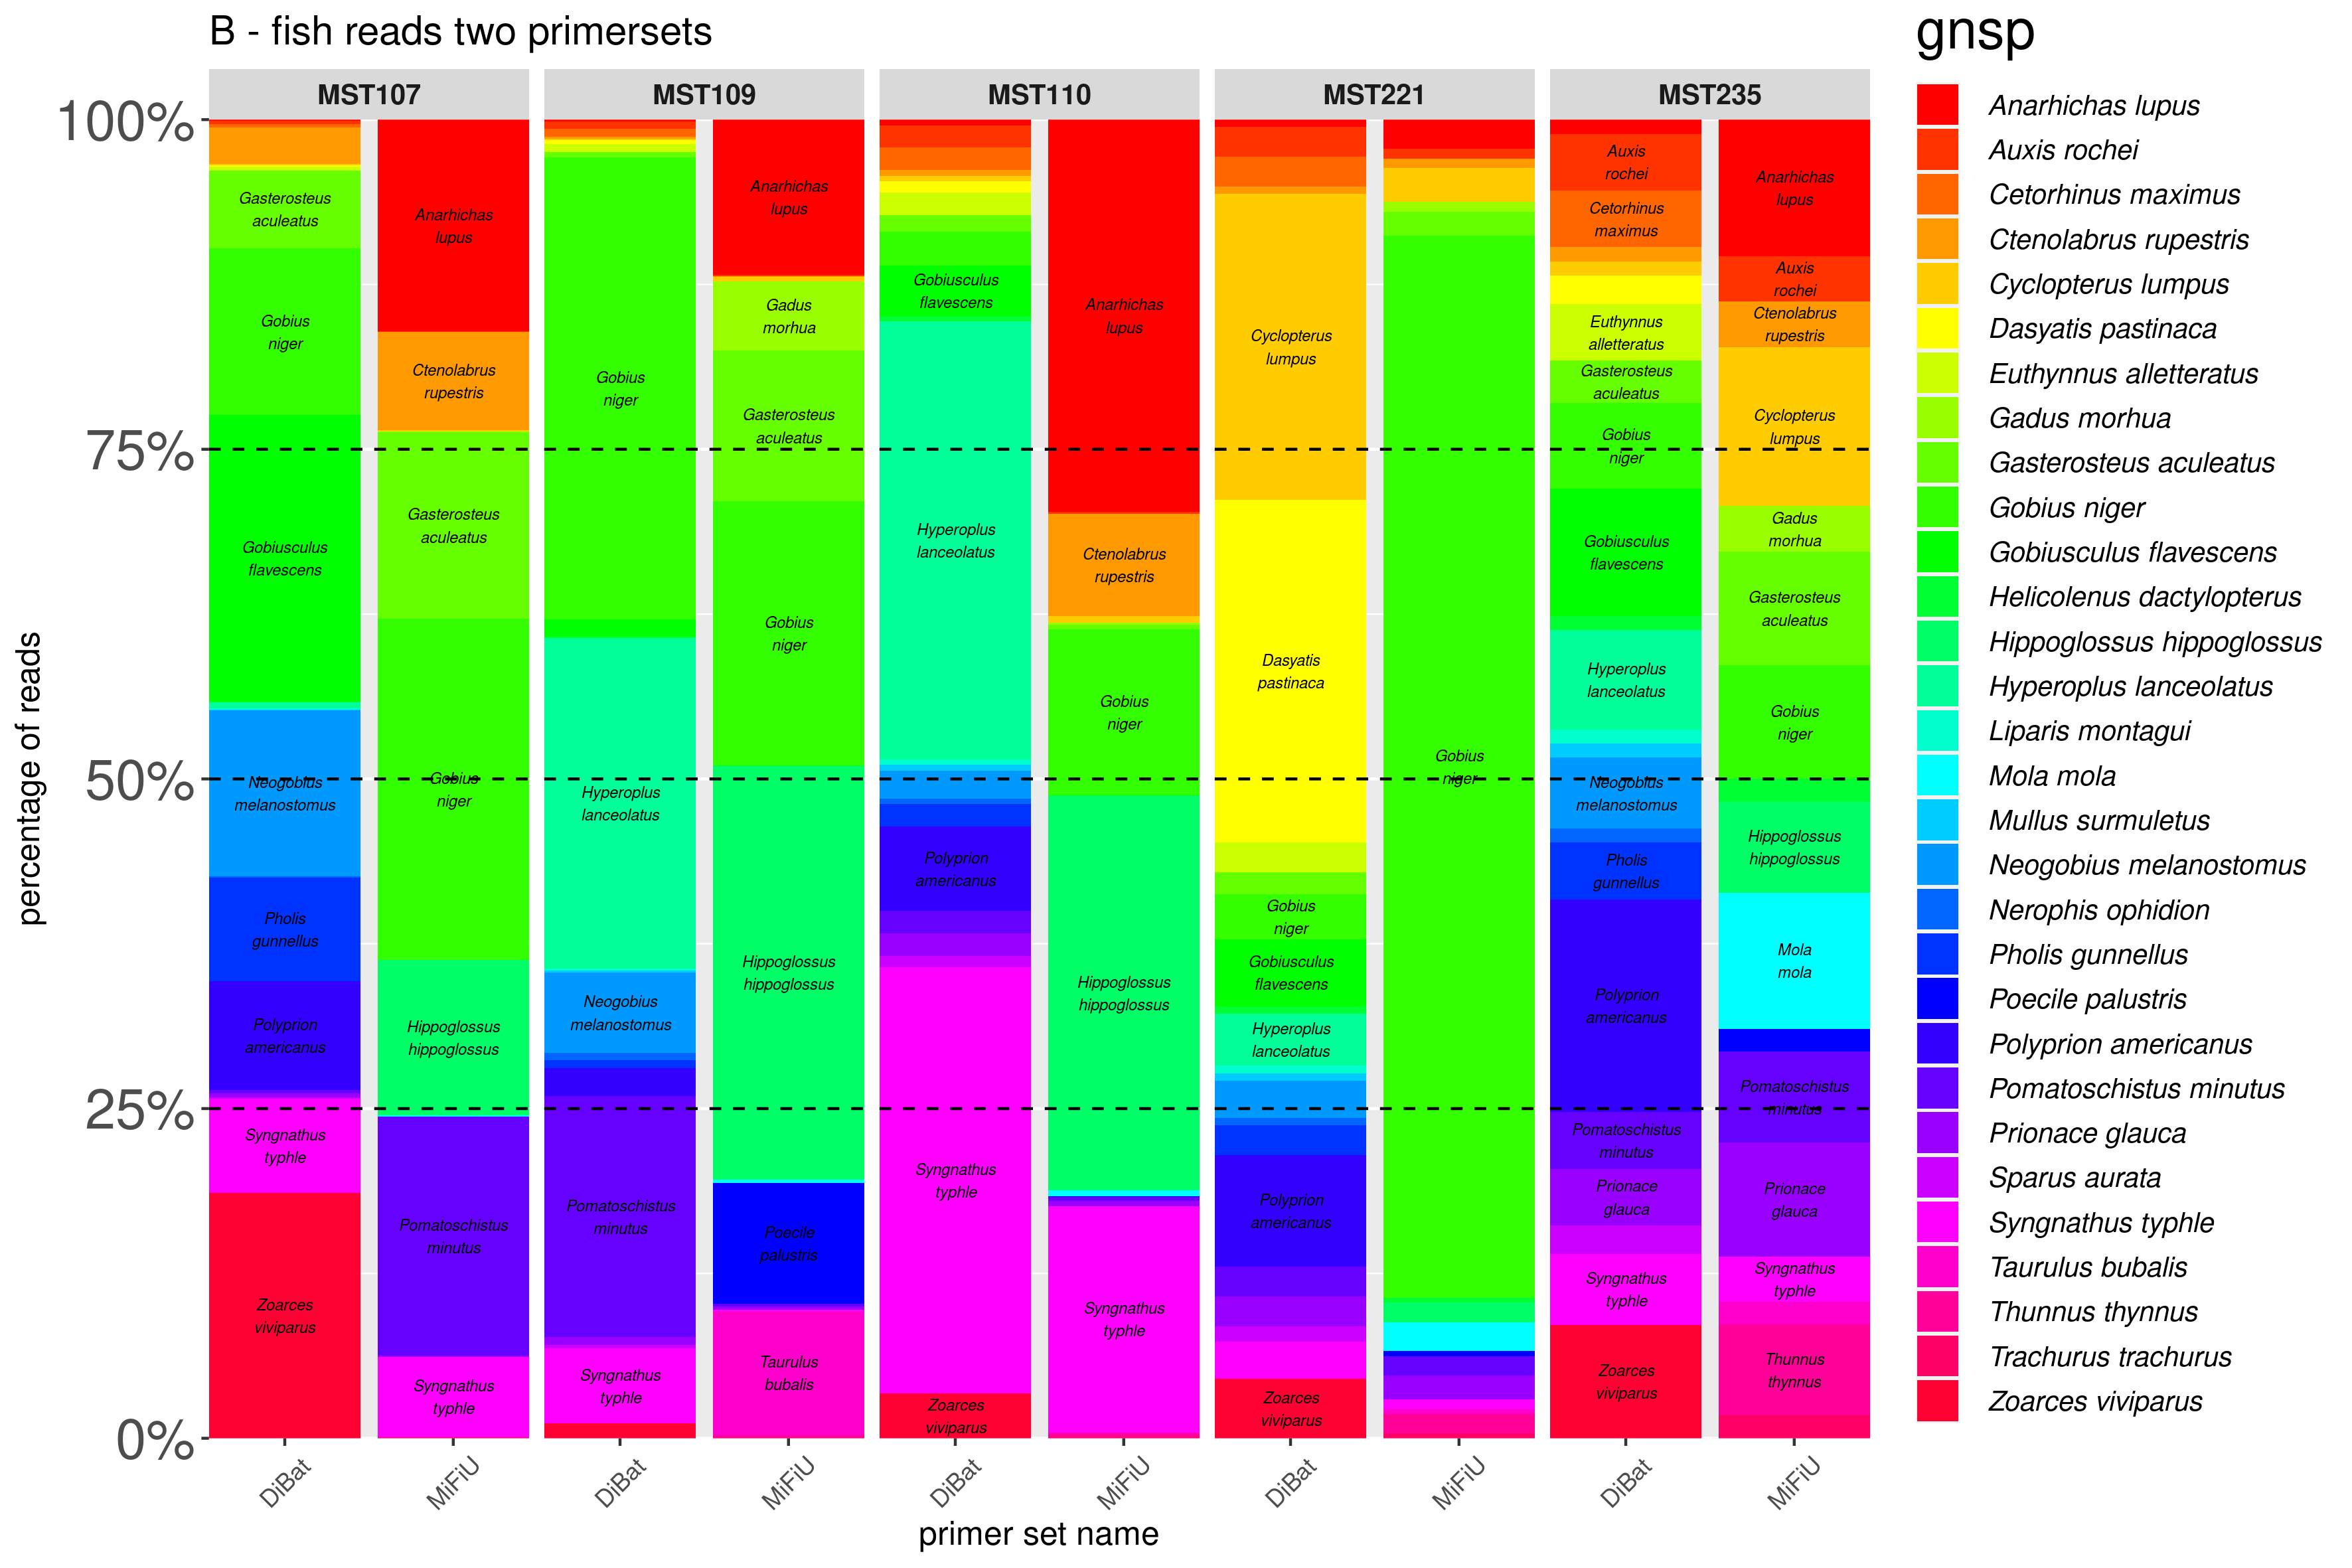 B - fish reads two primersets
gnsp
MST107
MST109
MST110
MST221
MST235
percentage of reads
100%
75%
50%
25%
0%
Gasterosteus
aculeatus
Gobius
niger
Gobiusculus
flavescens
Neogobius
melanostomus
Pholis
gunnellus
Polyprion
americanus
Syngnathus
typhle
Zoarces
viviparus
Anarhichas
lupus
Ctenolabrus
rupestris
Gasterosteus
aculeatus
Gobius
niger
Hippoglossus
hippoglossus
Pomatoschistus
minutus
Syngnathus
typhle
Gobius
niger
Hyperoplus
lanceolatus
Neogobius
melanostomus
Pomatoschistus
minutus
Syngnathus
typhle
Anarhichas
lupus
Gadus
morhua
Gasterosteus
aculeatus
Gobius
niger
Hippoglossus
hippoglossus
Poecile
palustris
Taurulus
bubalis
Gobiusculus
flavescens
Hyperoplus
lanceolatus
Polyprion
americanus
Syngnathus
typhle
Zoarces
viviparus
Anarhichas
lupus
Ctenolabrus
rupestris
Gobius
niger
Hippoglossus
hippoglossus
Syngnathus
typhle
Cyclopterus
lumpus
Dasyatis
pastinaca
Gobius
niger
Gobiusculus
flavescens
Hyperoplus
lanceolatus
Polyprion
americanus
Zoarces
viviparus
Gobius
niger
Auxis
rochei
Cetorhinus
maximus
Euthynnus
alletteratus
Gasterosteus
aculeatus
Gobius
niger
Gobiusculus
flavescens
Hyperoplus
lanceolatus
Neogobius
melanostomus
Pholis
gunnellus
Polyprion
americanus
Pomatoschistus
minutus
Prionace
glauca
Syngnathus
typhle
Zoarces
viviparus
Anarhichas
lupus
Auxis
rochei
Ctenolabrus
rupestris
Cyclopterus
lumpus
Gadus
morhua
Gasterosteus
aculeatus
Gobius
niger
Hippoglossus
hippoglossus
Mola
mola
Pomatoschistus
minutus
Prionace
glauca
Syngnathus
typhle
Thunnus
thynnus
DiBat
MiFiU
DiBat
MiFiU
DiBat
MiFiU
DiBat
MiFiU
DiBat
MiFiU
primer set name
Anarhichas lupus
Auxis rochei
Cetorhinus maximus
Ctenolabrus rupestris
Cyclopterus lumpus
Dasyatis pastinaca
Euthynnus alletteratus
Gadus morhua
Gasterosteus aculeatus
Gobius niger
Gobiusculus flavescens
Helicolenus dactylopterus
Hippoglossus hippoglossus
Hyperoplus lanceolatus
Liparis montagui
Mola mola
Mullus surmuletus
Neogobius melanostomus
Nerophis ophidion
Pholis gunnellus
Poecile palustris
Polyprion americanus
Pomatoschistus minutus
Prionace glauca
Sparus aurata
Syngnathus typhle
Taurulus bubalis
Thunnus thynnus
Trachurus trachurus
Zoarces viviparus